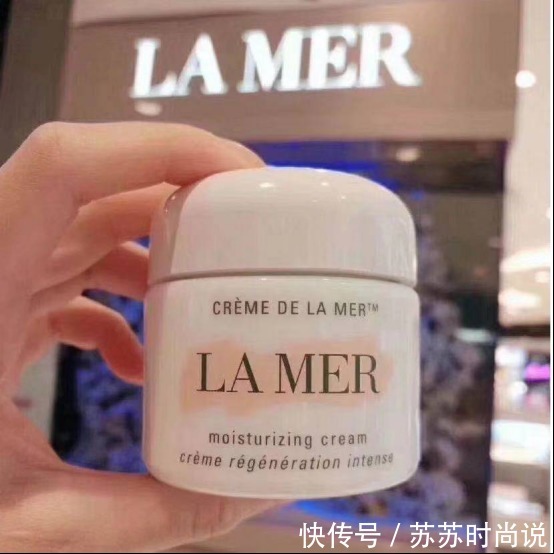 LA MER
CRÈME DE LA MER™
LA MER
moisturizing cream
crème régénération intense
快传号 / 苏苏时尚说